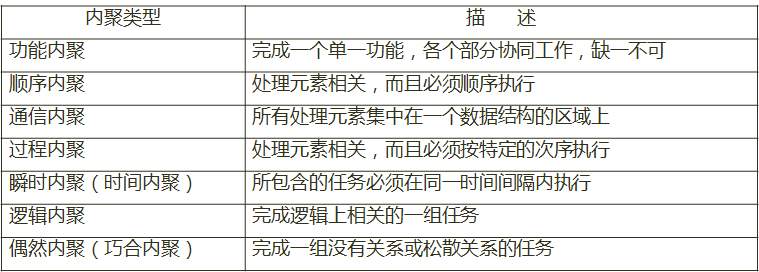 内聚类型 描 述
功能内聚 完成一个单一功能，各个部分协同工作，缺一不可
顺序内聚 处理元素相关，而且必须顺序执行
通信内聚 所有处理元素集中在一个数据结构的区域上
过程内聚 处理元素相关，而且必须按特定的次序执行
瞬时内聚（时间内聚） 所包含的任务必须在同一时间间隔内执行
逻辑内聚 完成逻辑上相关的一组任务
偶然内聚（巧合内聚） 完成一组没有关系或松散关系的任务